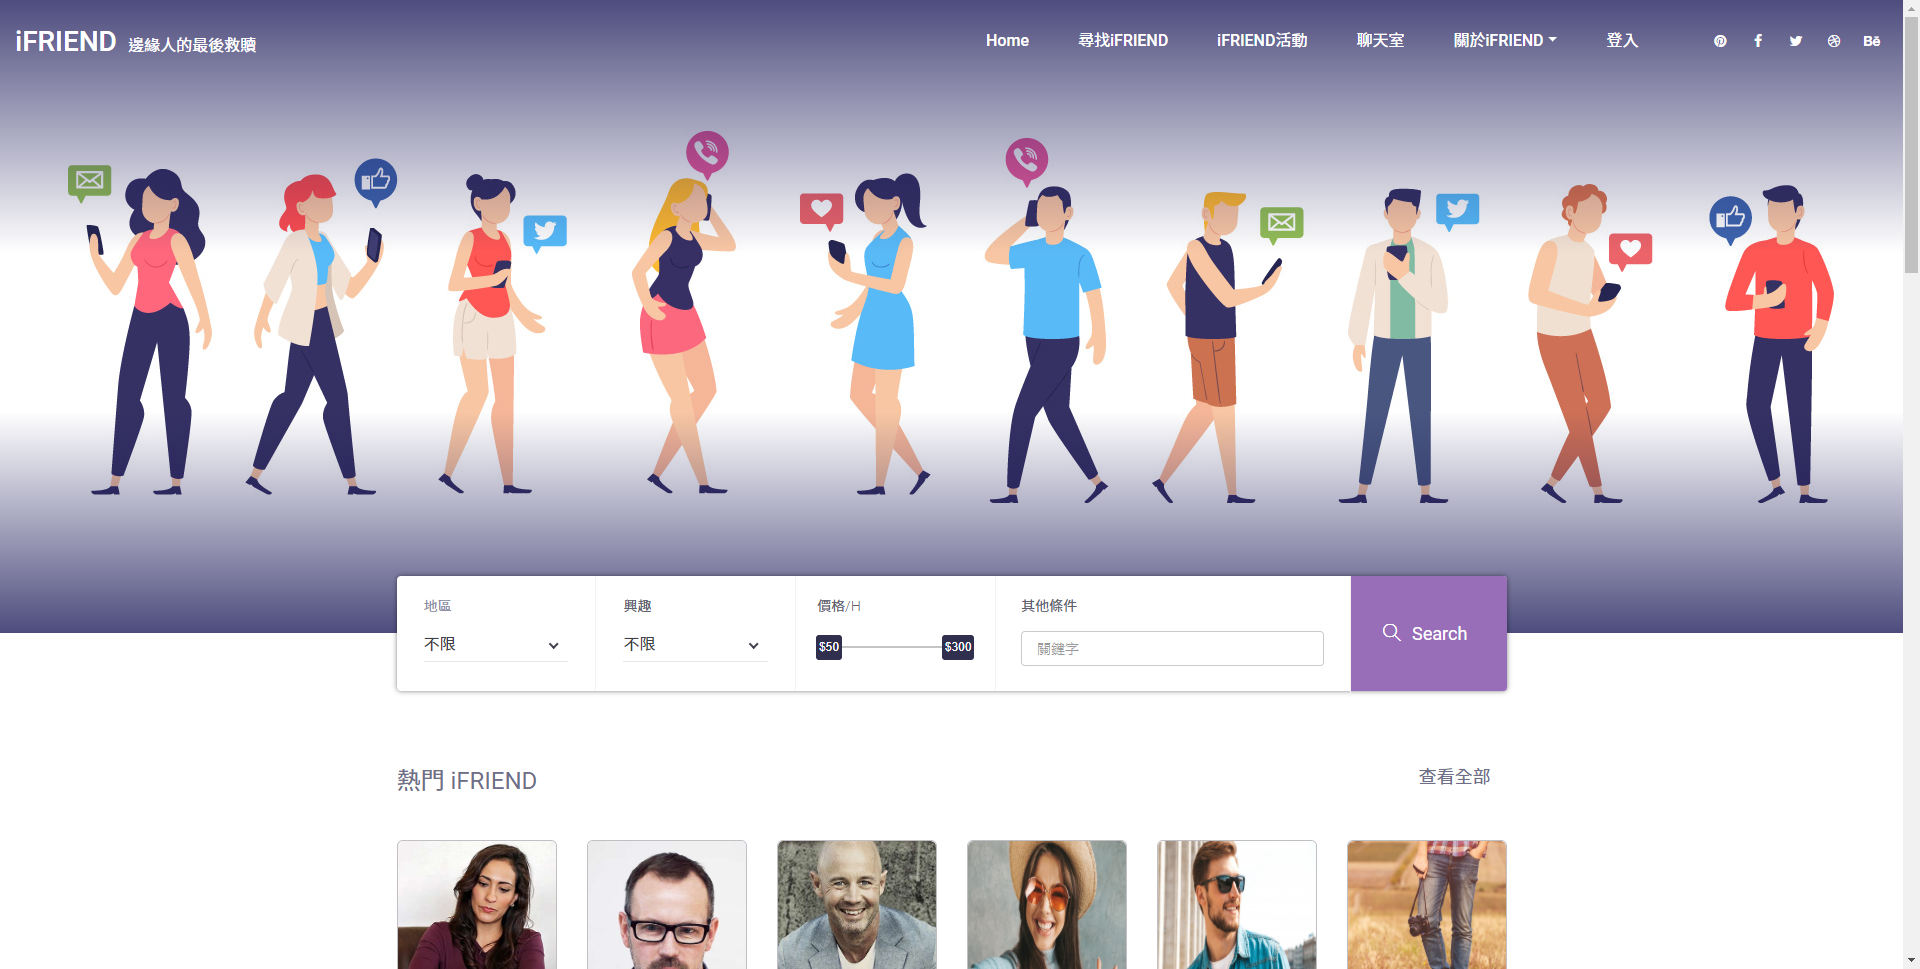 iFRIEND 邊緣人的最後救贖
Home 尋找iFRIEND iFRIEND活動 聊天室 關於iFRIEND 登入
地區 興趣 價格/H 其他條件
不限 不限 $50 $300 關鍵字
Search
熱門 iFRIEND 查看全部